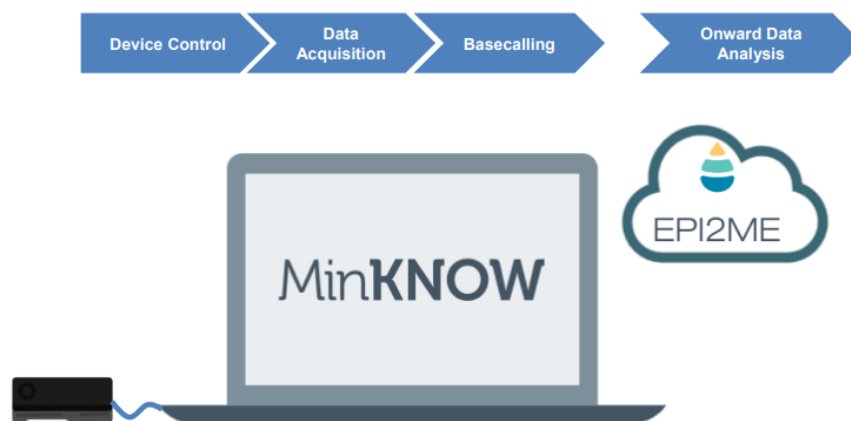 Device Control
Data
Acquisition
Basecalling
Onward Data
Analysis
EPI2ME
MinKNOW